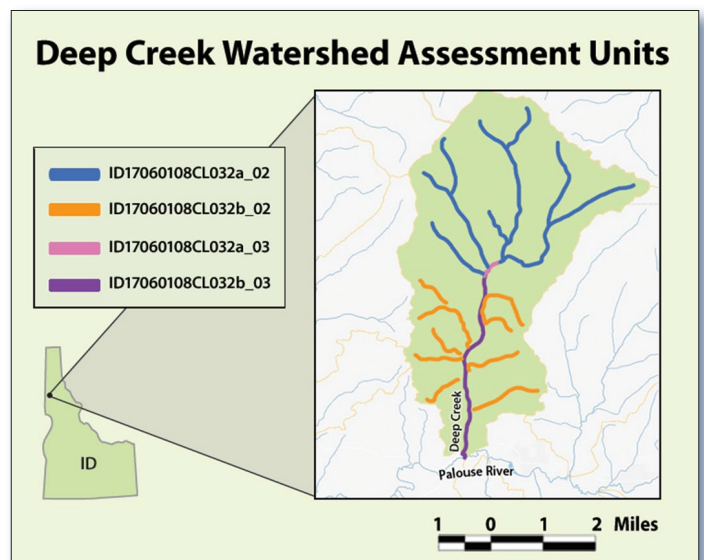 Deep Creek Watershed Assessment Units
ID17060108CL032a_02
ID17060108CL032b_02
ID17060108CL032a_03
ID17060108CL032b_03
ID
Deep Creek
Palouse River
1 0 1 2 Miles